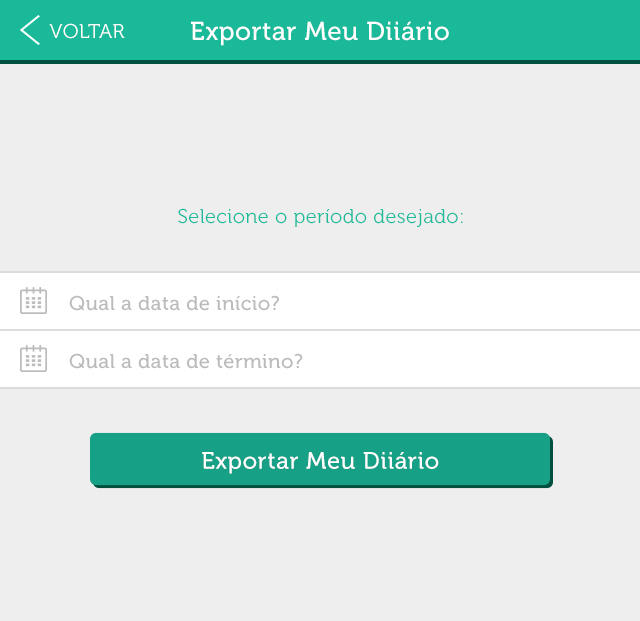 VOLTAR Exportar Meu Diiário
Selecione o período desejado:
Qual a data de início?
Qual a data de término?
Exportar Meu Diiário